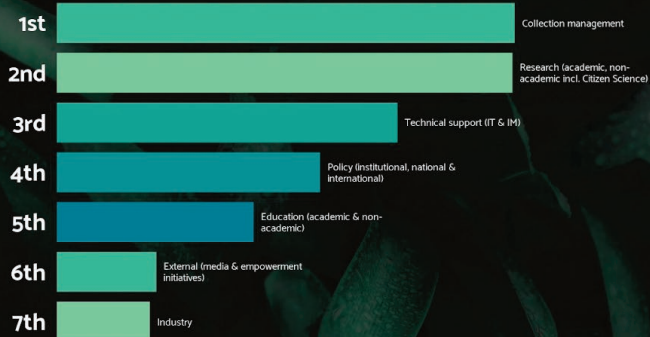 1st
Collection management
2nd
Research (academic, non-
academic incl. Citizen Science)
3rd
Technical support (IT & IM)
4th
Policy (institutional, national &
international)
5th
Education (academic & non-
academic)
6th
External (media & empowerment
initiatives)
7th
Industry